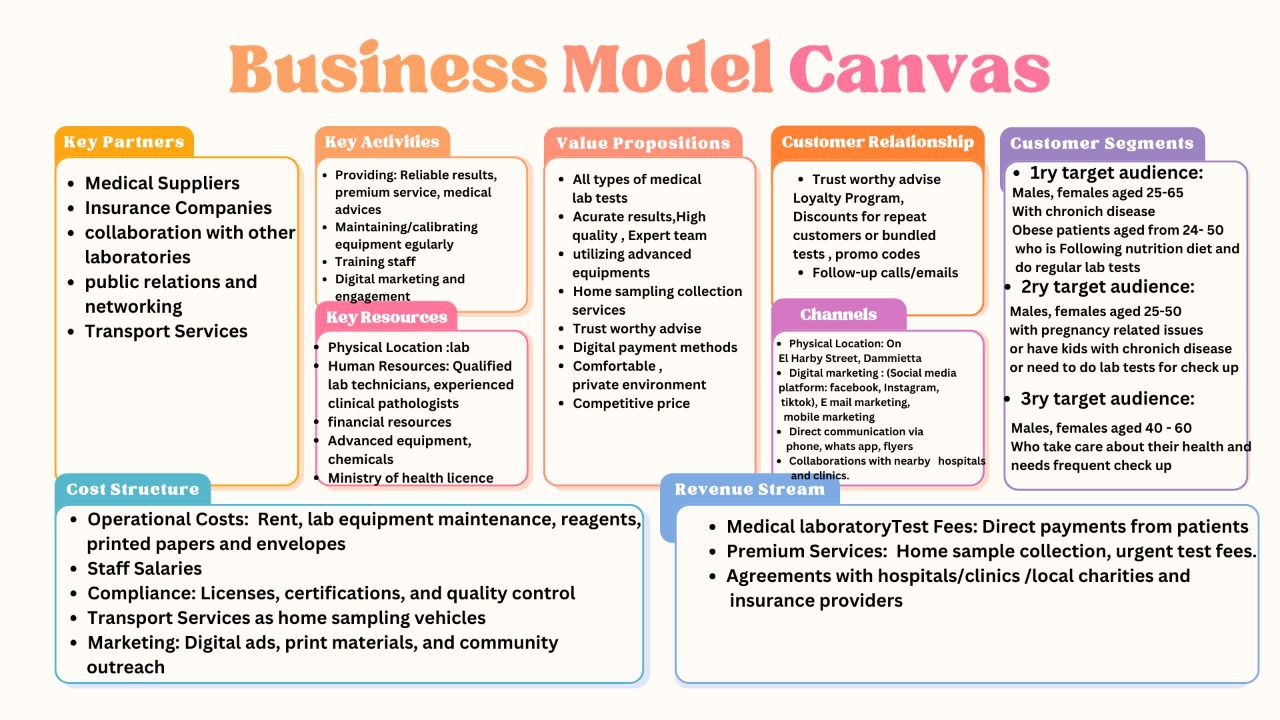 Business Model Canvas
Key Partners
• Medical Suppliers
• Insurance Companies
• collaboration with other
laboratories
• public relations and
networking
• Transport Services
Key Activities
• Providing: Reliable results,
premium service, medical
advices
• Maintaining/calibrating
equipment egularly
• Training staff
• Digital marketing and
engagement
Key Resources
• Physical Location :lab
• Human Resources: Qualified
lab technicians, experienced
clinical pathologists
• financial resources
• Advanced equipment,
chemicals
• Ministry of health licence
Value Propositions
• All types of medical
lab tests
• Acurate results,High
quality , Expert team
• utilizing advanced
equipments
• Home sampling collection
services
• Trust worthy advise
• Digital payment methods
• Comfortable ,
private environment
• Competitive price
Customer Relationship
• Trust worthy advise
Loyalty Program,
Discounts for repeat
customers or bundled
tests , promo codes
• Follow-up calls/emails
Channels
• Physical Location: On
El Harby Street, Dammietta
• Digital marketing : (Social media
platform: facebook, Instagram,
tiktok), E mail marketing,
mobile marketing
• Direct communication via
phone, whats app, flyers
• Collaborations with nearby hospitals
and clinics.
Customer Segments
• 1ry target audience:
Males, females aged 25-65
With chronich disease
Obese patients aged from 24- 50
who is Following nutrition diet and
do regular lab tests
• 2ry target audience:
Males, females aged 25-50
with pregnancy related issues
or have kids with chronich disease
or need to do lab tests for check up
• 3ry target audience:
Males, females aged 40 - 60
Who take care about their health and
needs frequent check up
Cost Structure
• Operational Costs: Rent, lab equipment maintenance, reagents,
printed papers and envelopes
• Staff Salaries
• Compliance: Licenses, certifications, and quality control
• Transport Services as home sampling vehicles
• Marketing: Digital ads, print materials, and community
outreach
Revenue Stream
• Medical laboratoryTest Fees: Direct payments from patients
• Premium Services: Home sample collection, urgent test fees.
• Agreements with hospitals/clinics /local charities and
insurance providers